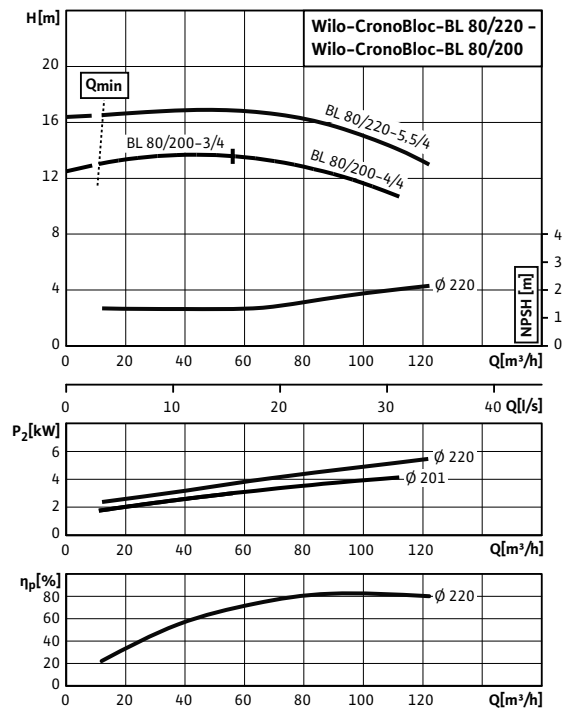 H[m]
Wilo-CronoBloc-BL 80/220 –
Wilo-CronoBloc-BL 80/200
20
Qmin
16
BL 80/220-5,5/4
BL 80/200-3/4
BL 80/200-4/4
12
8
4
3
4
Ø 220
2
1
NPSH [m]
0
0
0 20 40 60 80 100 120 Q[m³/h]
0 10 20 30 40 Q[l/s]
P₂[kW]
6
Ø 220
4
Ø 201
2
0
0 20 40 60 80 100 120 Q[m³/h]
ηp[%]
80
Ø 220
60
40
20
0
0 20 40 60 80 100 120 Q[m³/h]